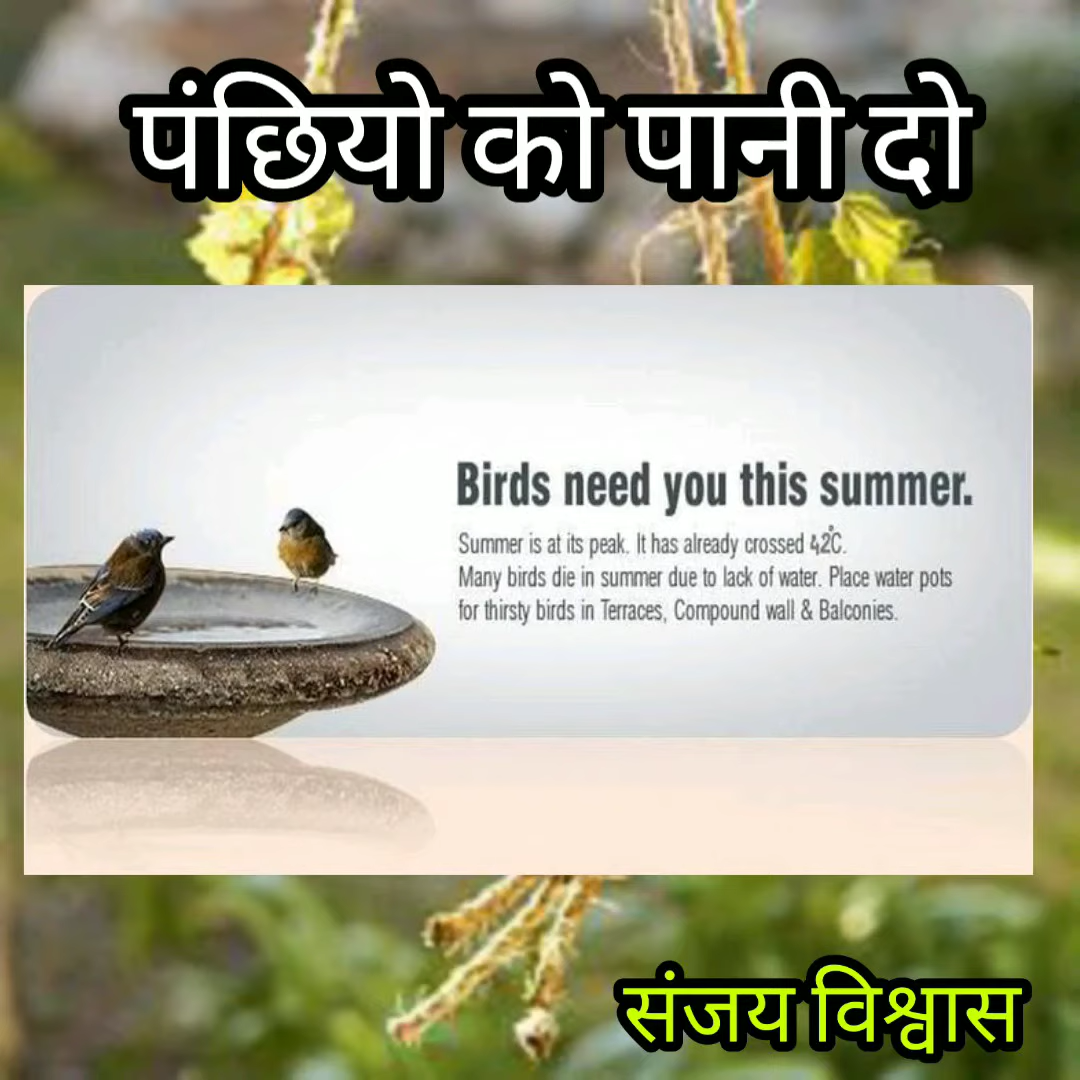 पंछियो को पानी दो
Birds need you this summer.
Summer is at its peak. It has already crossed 42°C.
Many birds die in summer due to lack of water. Place water pots
for thirsty birds in Terraces, Compound wall & Balconies.
संजय विश्वास